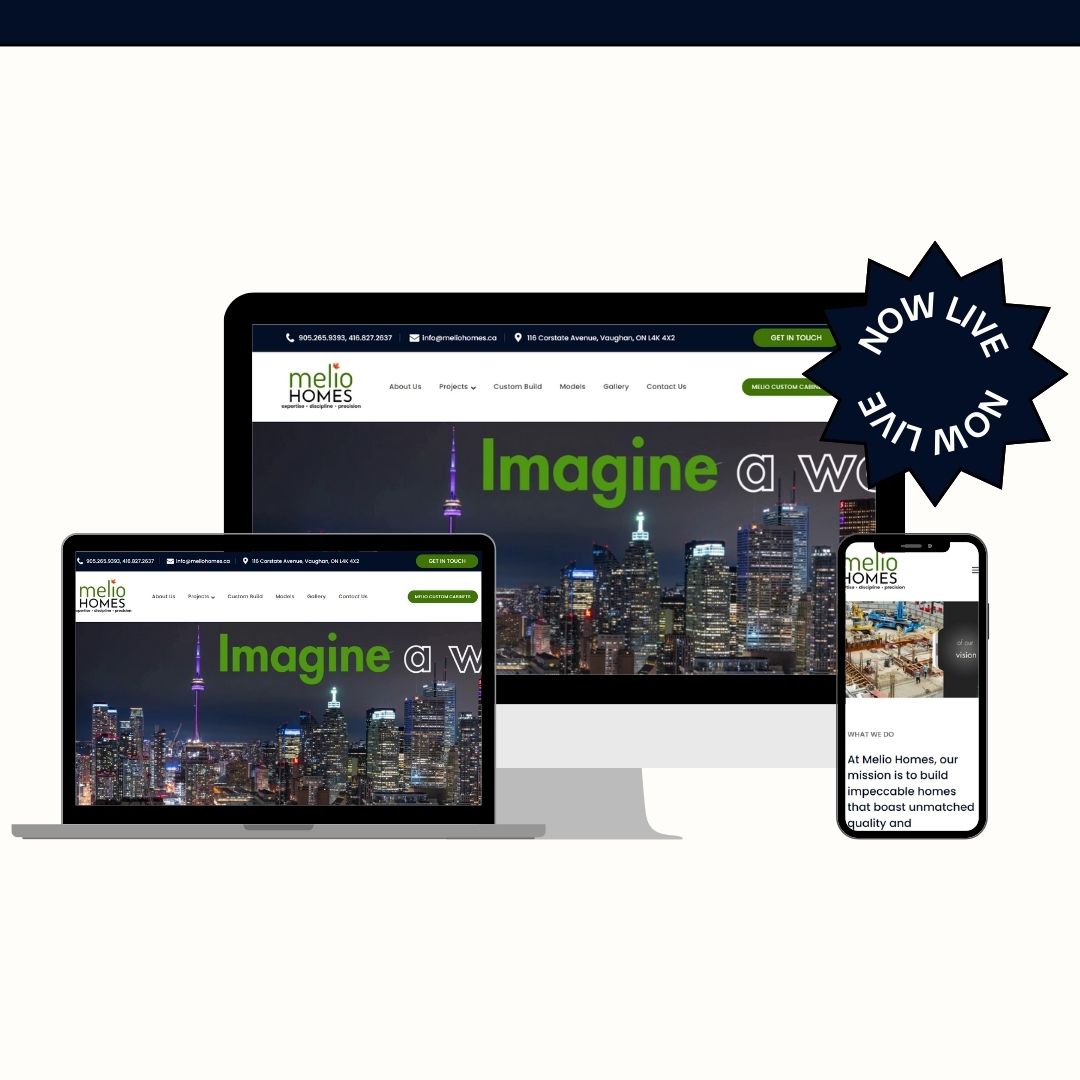 NOW LIVE
NOW LIVE
905.265.9393, 416.827.2637
info@meliohomes.ca
116 Corstate Avenue, Vaughan, ON L4K 4X2
GET IN TOUCH
melio
HOMES
expertise • discipline • precision
About Us
Projects
Custom Build
Models
Gallery
Contact Us
MELIO CUSTOM CABINE
Imagine a wo
905.265.9393, 416.827.2637
info@meliohomes.ca
116 Corstate Avenue, Vaughan, ON L4K 4X2
GET IN TOUCH
melio
HOMES
expertise • discipline • precision
About Us
Projects
Custom Build
Models
Gallery
Contact Us
MELIO CUSTOM CABINETS
Imagine a w
melio
HOMES
expertise • discipline • precision
of our
vision
WHAT WE DO
At Melio Homes, our
mission is to build
impeccable homes
that boast unmatched
quality and